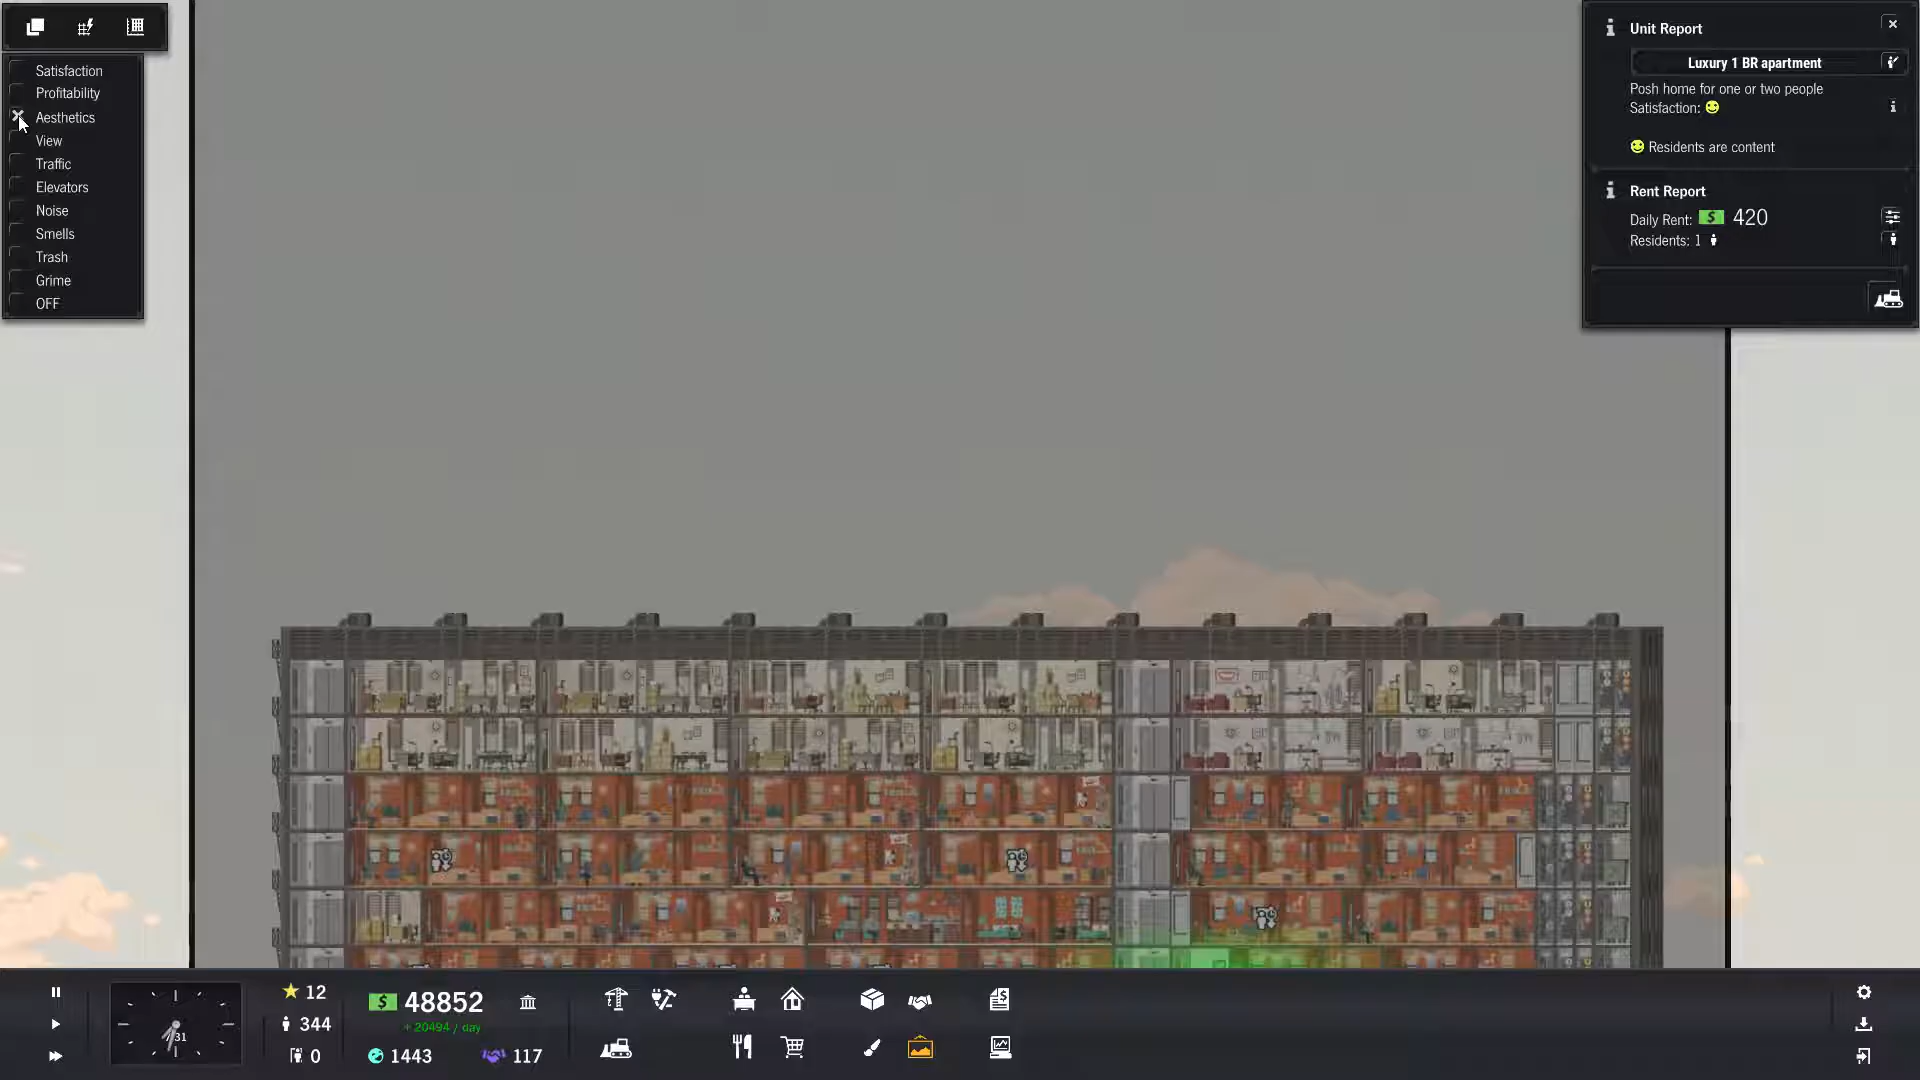 Satisfaction
Profitability
Aesthetics
View
Traffic
Elevators
Noise
Smells
Trash
Grime
OFF
Unit Report
Luxury 1 BR apartment
Posh home for one or two people
Satisfaction:
Residents are content
Rent Report
Daily Rent: $ 420
Residents: 1
12
344
0
$ 48852
+ 20494 / day
1443
117